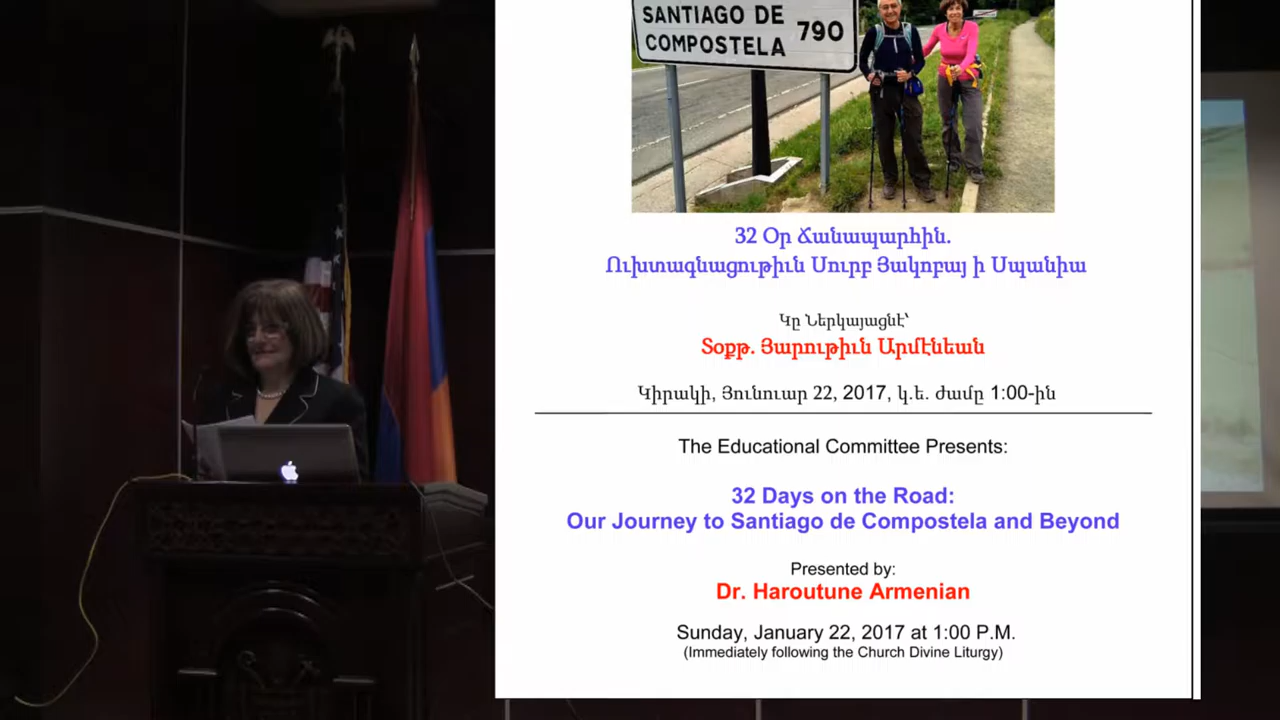 SANTIAGO DE
COMPOSTELA 790
32 Օր Ճանապարհին.
Ուխտագնացութիւն Սուրբ Յակոբայ ի Սպանիա
Կը Ներկայացնէ՝
Տօքթ. Յարութիւն Արմէնեան
Կիրակի, Յունուար 22, 2017, կ.ե. ժամը 1:00-ին
The Educational Committee Presents:
32 Days on the Road:
Our Journey to Santiago de Compostela and Beyond
Presented by:
Dr. Haroutune Armenian
Sunday, January 22, 2017 at 1:00 P.M.
(Immediately following the Church Divine Liturgy)